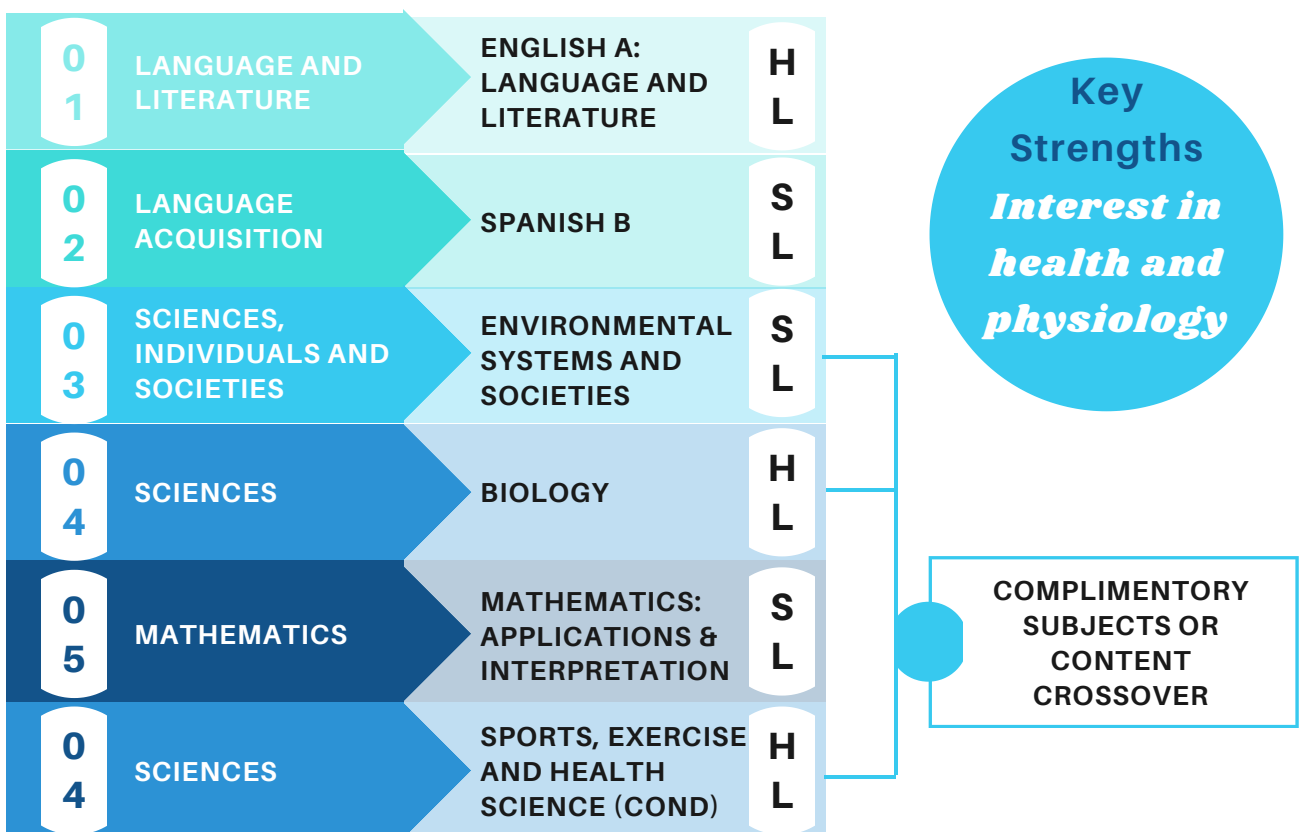 0
1
LANGUAGE AND
LITERATURE
ENGLISH A:
LANGUAGE AND
LITERATURE
H
L
0
2
LANGUAGE
ACQUISITION
SPANISH B
S
L
0
3
SCIENCES,
INDIVIDUALS AND
SOCIETIES
ENVIRONMENTAL
SYSTEMS AND
SOCIETIES
S
L
0
4
SCIENCES
BIOLOGY
H
L
0
5
MATHEMATICS
MATHEMATICS:
APPLICATIONS &
INTERPRETATION
S
L
0
4
SCIENCES
SPORTS, EXERCISE
AND HEALTH
SCIENCE (COND)
H
L
Key
Strengths
Interest in
health and
physiology
COMPLIMENTORY
SUBJECTS OR
CONTENT
CROSSOVER